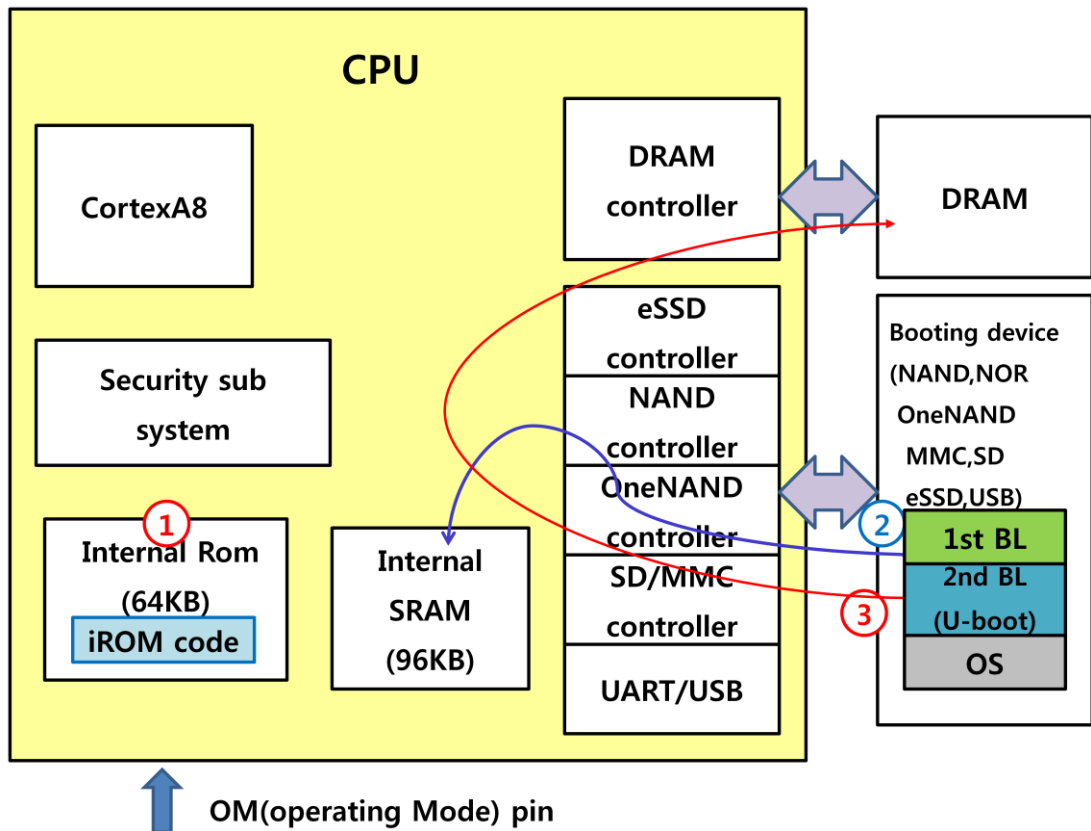 CPU
CortexA8
Security sub
system
1
Internal Rom
(64KB)
iROM code
Internal
SRAM
(96KB)
DRAM
controller
eSSD
controller
NAND
controller
OneNAND
controller
SD/MMC
controller
UART/USB
DRAM
Booting device
(NAND,NOR
OneNAND
MMC,SD
eSSD,USB)
2
1st BL
3
2nd BL
(U-boot)
OS
OM(operating Mode) pin